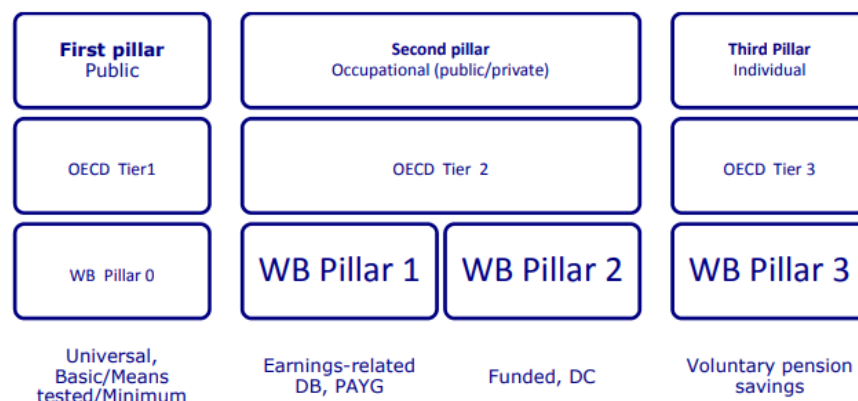 First pillar
Public
Second pillar
Occupational (public/private)
Third Pillar
Individual
OECD Tier1
OECD Tier 2
OECD Tier 3
WB Pillar 0
WB Pillar 1
WB Pillar 2
WB Pillar 3
Universal,
Basic/Means
tested/Minimum
Earnings-related
DB, PAYG
Funded, DC
Voluntary pension
savings